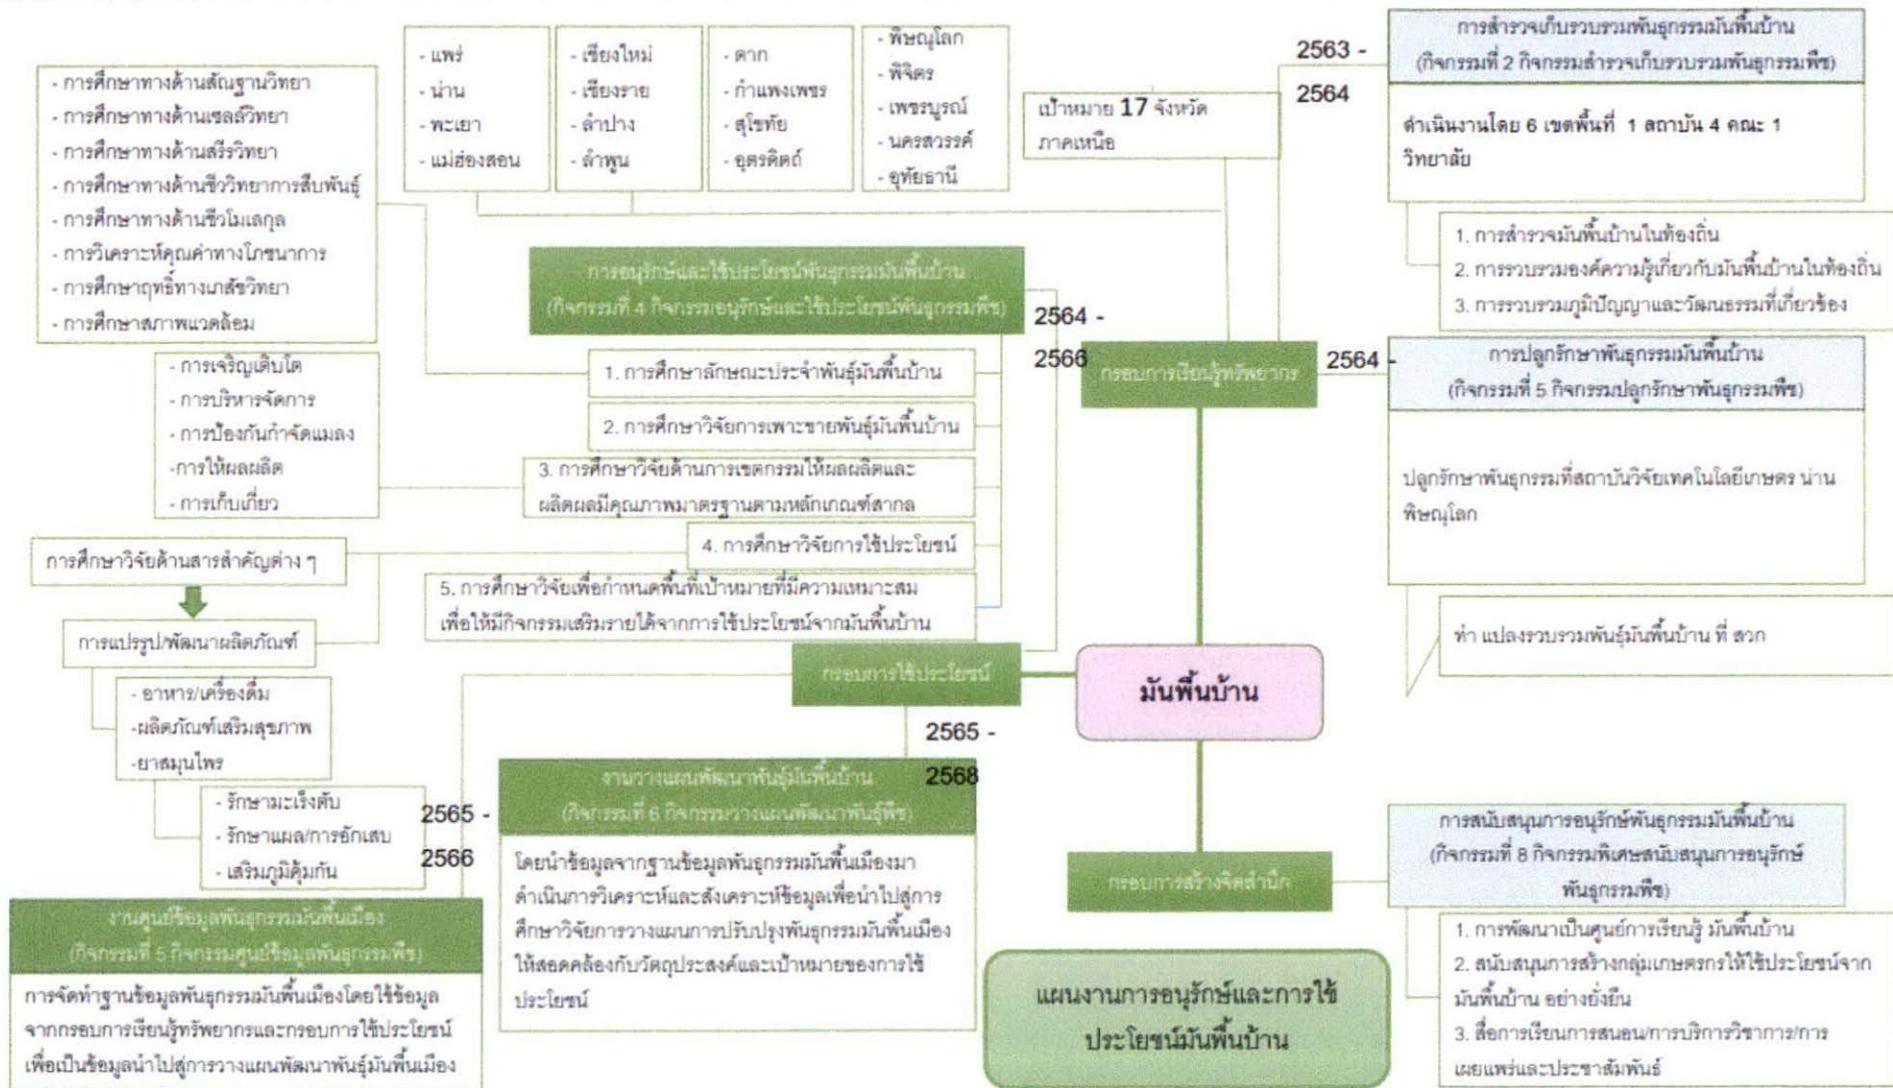 - แพร่
- น่าน
- พะเยา
- แม่ฮ่องสอน
- เชียงใหม่
- เชียงราย
- ลำปาง
- ลำพูน
- ตาก
- กำแพงเพชร
- สุโขทัย
- อุตรดิตถ์
- พิษณุโลก
- พิจิตร
- เพชรบูรณ์
- นครสวรรค์
- อุทัยธานี
เป้าหมาย 17 จังหวัด
ภาคเหนือ
2563 -
2564
การสำรวจเก็บรวบรวมพันธุกรรมมันพื้นบ้าน
(กิจกรรมที่ 2 กิจกรรมสำรวจเก็บรวบรวมพันธุกรรมพืช)
ดำเนินงานโดย 6 เขตพื้นที่ 1 สถาบัน 4 คณะ 1
วิทยาลัย
1. การสำรวจมันพื้นบ้านในท้องถิ่น
2. การรวบรวมองค์ความรู้เกี่ยวกับมันพื้นบ้านในท้องถิ่น
3. การรวบรวมภูมิปัญญาและวัฒนธรรมที่เกี่ยวข้อง
- การศึกษาทางด้านสัณฐานวิทยา
- การศึกษาทางด้านเซลล์วิทยา
- การศึกษาทางด้านสรีรวิทยา
- การศึกษาทางด้านชีววิทยาการสืบพันธุ์
- การศึกษาทางด้านชีวโมเลกุล
- การวิเคราะห์คุณค่าทางโภชนาการ
- การศึกษาฤทธิ์ทางเภสัชวิทยา
- การศึกษาสภาพแวดล้อม
การอนุรักษ์และใช้ประโยชน์พันธุกรรมมันพื้นบ้าน
(กิจกรรมที่ 4 กิจกรรมอนุรักษ์และใช้ประโยชน์พันธุกรรมพืช)
2564 -
2566
กรอบการเรียนรู้ทรัพยากร
2564 -
การปลูกรักษาพันธุกรรมมันพื้นบ้าน
(กิจกรรมที่ 5 กิจกรรมปลูกรักษาพันธุกรรมพืช)
ปลูกรักษาพันธุกรรมที่สถาบันวิจัยเทคโนโลยีเกษตร น่าน
พิษณุโลก
ทำ แปลงรวบรวมพันธุ์มันพื้นบ้าน ที่ สวก
1. การศึกษาลักษณะประจำพันธุ์มันพื้นบ้าน
2. การศึกษาวิจัยการเพาะขายพันธุ์มันพื้นบ้าน
3. การศึกษาวิจัยด้านการเขตกรรมให้ผลผลิตและ
ผลิตผลมีคุณภาพมาตรฐานตามหลักเกณฑ์สากล
4. การศึกษาวิจัยการใช้ประโยชน์
5. การศึกษาวิจัยเพื่อกำหนดพื้นที่เป้าหมายที่มีความเหมาะสม
เพื่อให้มีกิจกรรมเสริมรายได้จากการใช้ประโยชน์จากมันพื้นบ้าน
- การเจริญเติบโต
- การบริหารจัดการ
- การป้องกันกำจัดแมลง
-การให้ผลผลิต
- การเก็บเกี่ยว
การศึกษาวิจัยด้านสารสำคัญต่าง ๆ
การแปรรูป/พัฒนาผลิตภัณฑ์
- อาหาร/เครื่องดื่ม
-ผลิตภัณฑ์เสริมสุขภาพ
-ยาสมุนไพร
- รักษามะเร็งตับ
- รักษาแผล/การอักเสบ
- เสริมภูมิคุ้มกัน
กรอบการใช้ประโยชน์
มันพื้นบ้าน
2565 -
2568
งานวางแผนพัฒนาพันธุ์มันพื้นบ้าน
(กิจกรรมที่ 6 กิจกรรมวางแผนพัฒนาพันธุ์พืช)
โดยนำข้อมูลจากฐานข้อมูลพันธุกรรมมันพื้นเมืองมา
ดำเนินการวิเคราะห์และสังเคราะห์ข้อมูลเพื่อนำไปสู่การ
ศึกษาวิจัยการวางแผนการปรับปรุงพันธุกรรมมันพื้นเมือง
ให้สอดคล้องกับวัตถุประสงค์และเป้าหมายของการใช้
ประโยชน์
2565 -
2566
งานศูนย์ข้อมูลพันธุกรรมมันพื้นเมือง
(กิจกรรมที่ 5 กิจกรรมศูนย์ข้อมูลพันธุกรรมพืช)
การจัดทำฐานข้อมูลพันธุกรรมมันพื้นเมืองโดยใช้ข้อมูล
จากกรอบการเรียนรู้ทรัพยากรและกรอบการใช้ประโยชน์
เพื่อเป็นข้อมูลนำไปสู่การวางแผนพัฒนาพันธุ์มันพื้นเมือง
กรอบการสร้างจิตสำนึก
การสนับสนุนการอนุรักษ์พันธุกรรมมันพื้นบ้าน
(กิจกรรมที่ 8 กิจกรรมพิเศษสนับสนุนการอนุรักษ์
พันธุกรรมพืช)
1. การพัฒนาเป็นศูนย์การเรียนรู้ มันพื้นบ้าน
2. สนับสนุนการสร้างกลุ่มเกษตรกรให้ใช้ประโยชน์จาก
มันพื้นบ้าน อย่างยั่งยืน
3. สื่อการเรียนการสอน/การบริการวิชาการ/การ
เผยแพร่และประชาสัมพันธ์
แผนงานการอนุรักษ์และการใช้
ประโยชน์มันพื้นบ้าน